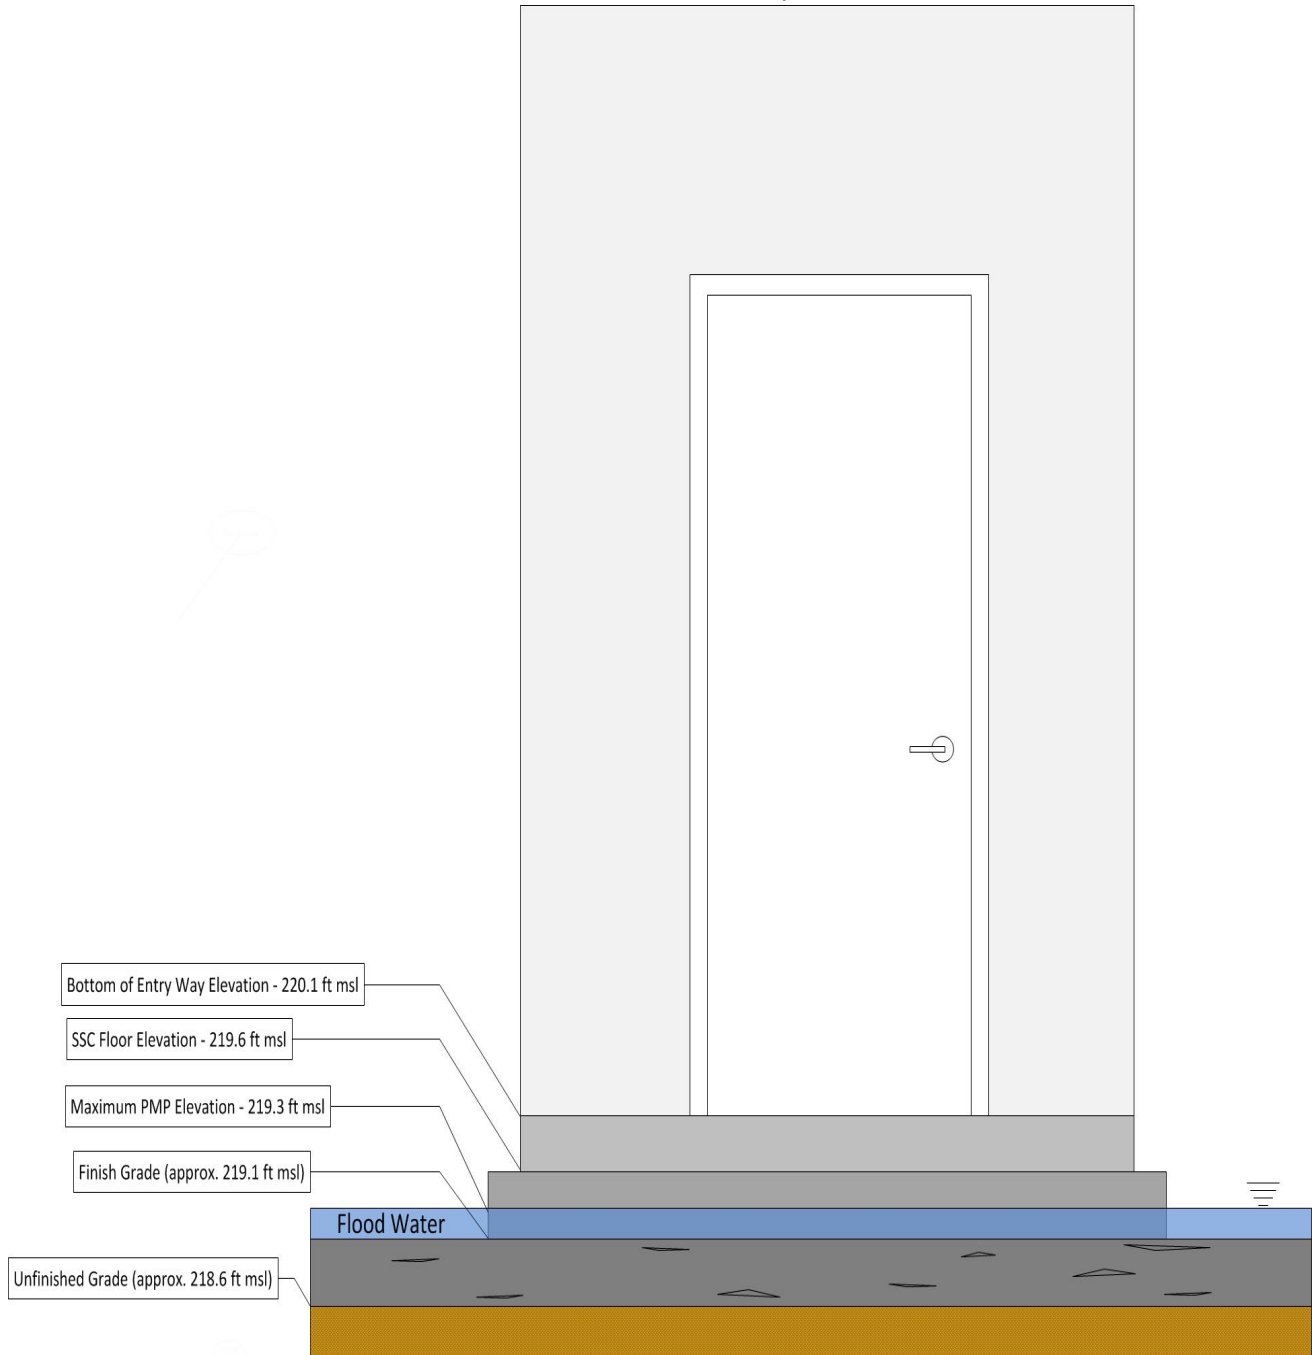 Bottom of Entry Way Elevation - 220.1 ft msl
SSC Floor Elevation - 219.6 ft msl
Maximum PMP Elevation - 219.3 ft msl
Finish Grade (approx. 219.1 ft msl)
Flood Water
Unfinished Grade (approx. 218.6 ft msl)